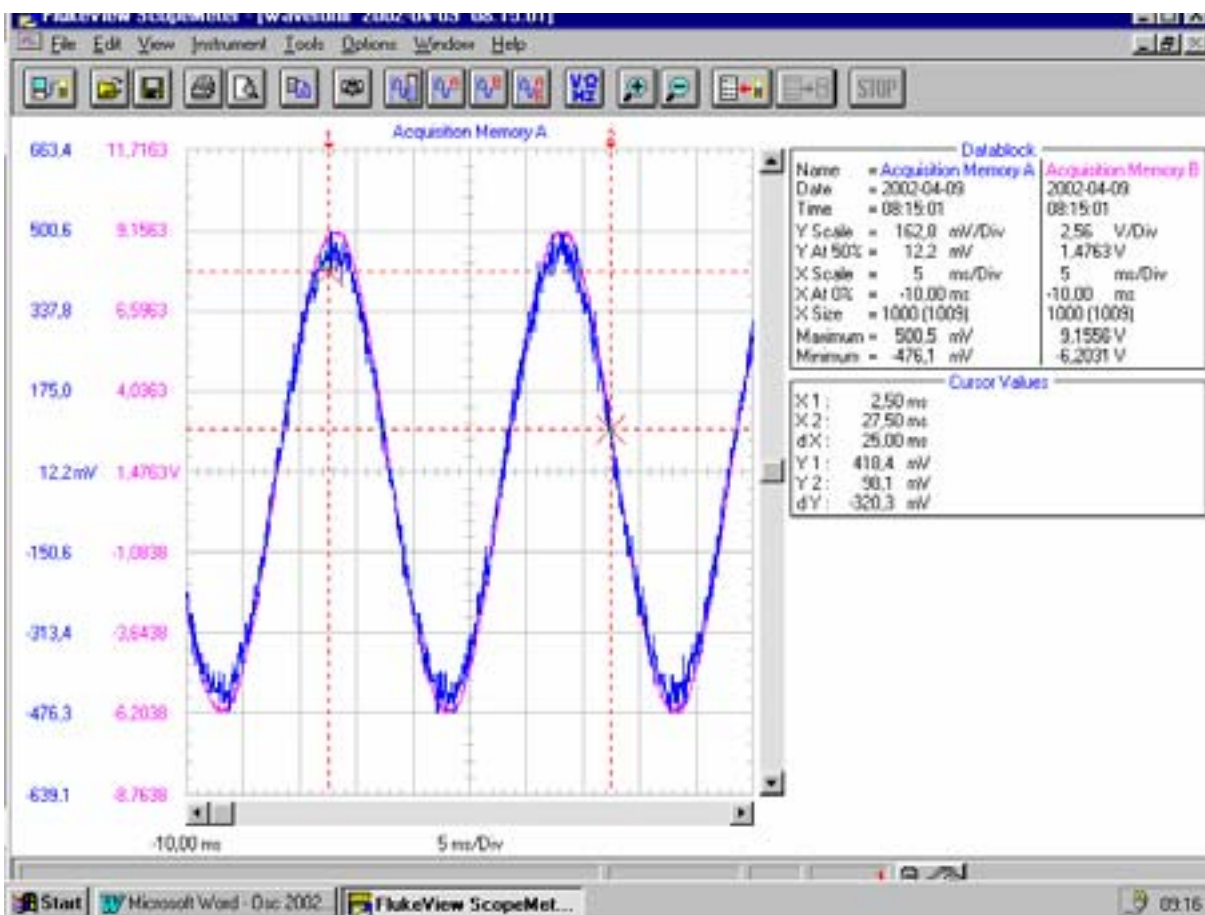 FlukeView ScopeMeter - [Waveform 2002-04-09 08:15:01]
File Edit View Instrument Tools Options Window Help
VΩ HZ
STOP
Acquisition Memory A
663,4 11,7163
500,6 9,1563
337,8 6,5963
175,0 4,0363
12,2mV 1,4763V
-150,6 -1,0838
-313,4 -3,6438
-476,3 -6,2038
-639,1 -8,7638
-10,00 ms 5 ms/Div
Datablock
Name = Acquisition Memory A Acquisition Memory B
Date = 2002-04-09 2002-04-09
Time = 08:15:01 08:15:01
Y Scale = 162,8 mV/Div 2,56 V/Div
Y At 50% = 12,2 mV 1,4763 V
X Scale = 5 ms/Div 5 ms/Div
X At 0% = -10,00 ms -10,00 ms
X Size = 1000 (1009) 1000 (1009)
Maximum = 500,5 mV 9,1556 V
Minimum = -476,1 mV -6,2031 V
Cursor Values
X 1 : 2,50 ms
X 2 : 27,50 ms
dX : 25,00 ms
Y 1 : 418,4 mV
Y 2 : 98,1 mV
dY : -320,3 mV
Start Microsoft Word - Osc 2002... FlukeView ScopeMet... 09:16